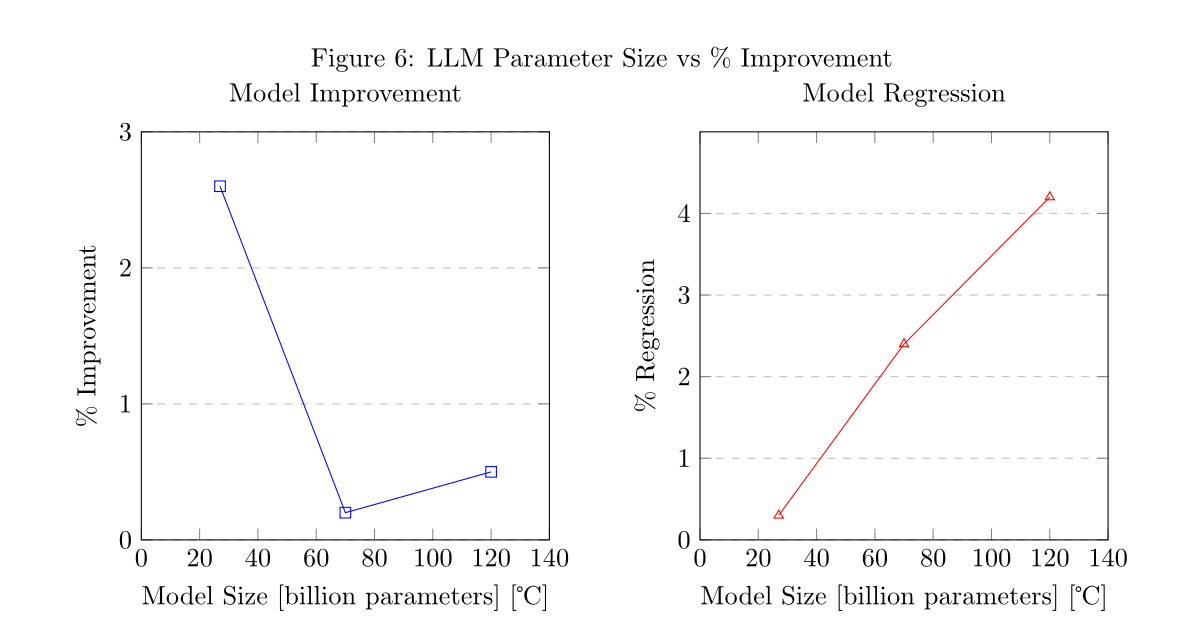 Figure 6: LLM Parameter Size vs % Improvement
Model Improvement
3
2
1
0
% Improvement
0 20 40 60 80 100 120 140
Model Size [billion parameters] [°C]
Model Regression
4
3
2
1
0
% Regression
0 20 40 60 80 100 120 140
Model Size [billion parameters] [°C]